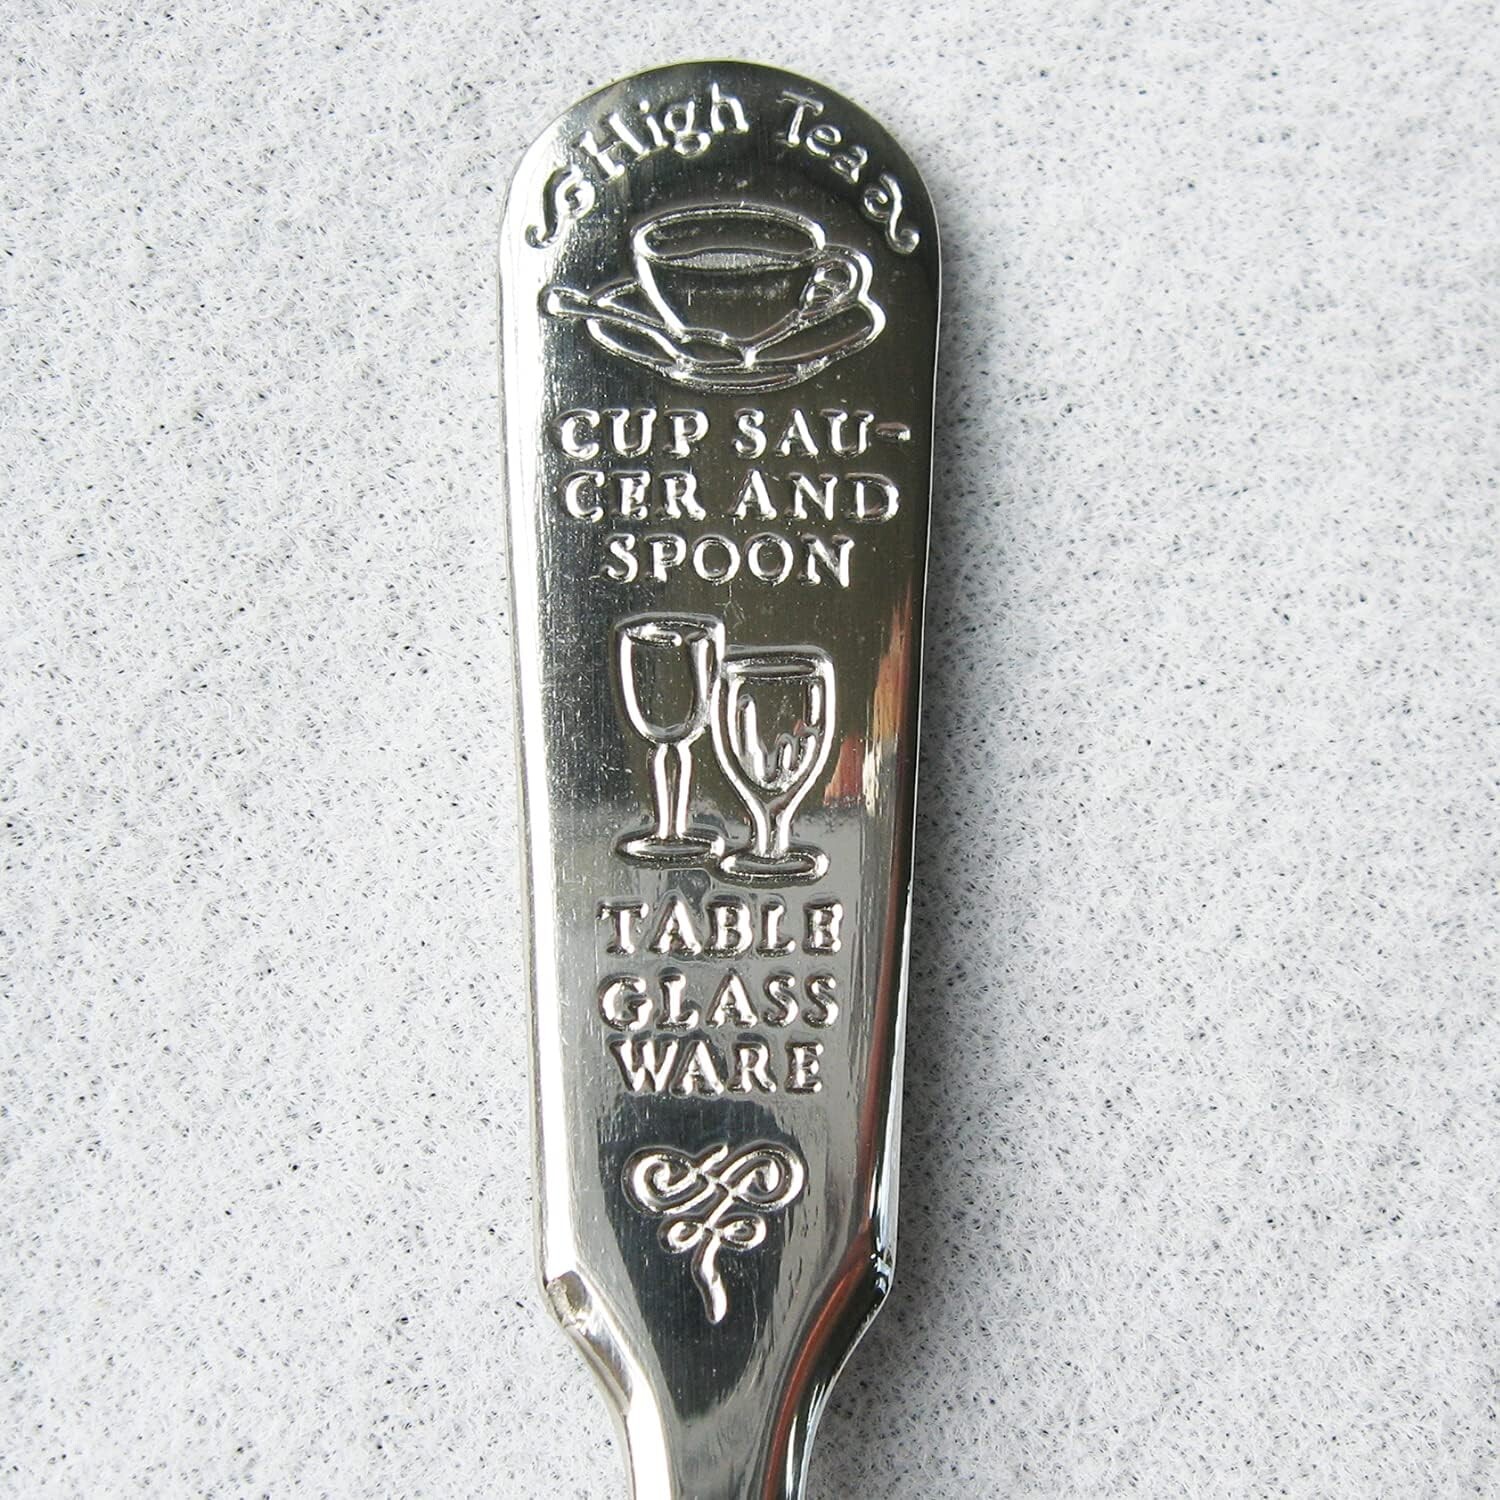 High Tea
CUP SAU-
CER AND
SPOON
TABLE
GLASS
WARE